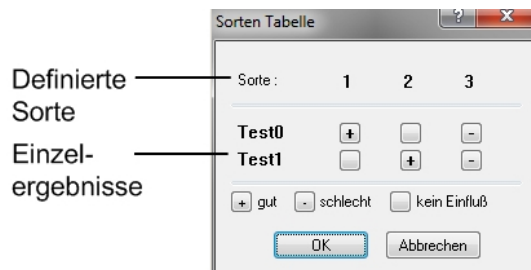 Sorten Tabelle
? X
Definierte
Sorte
Sorte : 1 2 3
Einzel-
ergebnisse
Test0 + -
Test1 + -
+ gut - schlecht kein Einfluß
OK Abbrechen